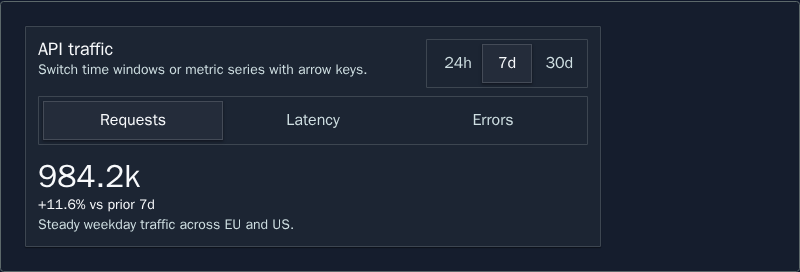 API traffic
Switch time windows or metric series with arrow keys.
24h 7d 30d
Requests Latency Errors
984.2k
+11.6% vs prior 7d
Steady weekday traffic across EU and US.